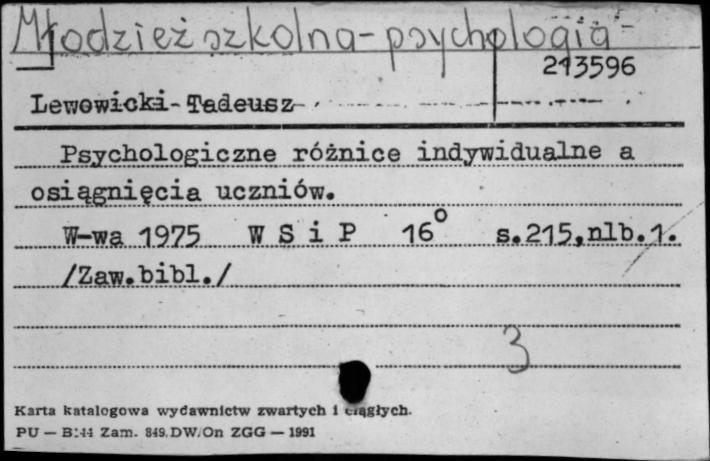 Młodzież szkolna - psychologia
213596
Lewowicki Tadeusz
Psychologiczne różnice indywidualne a
osiągnięcia uczniów.
W-wa 1975 W S i P 16° s.215,nlb.1.
/Zaw.bibl./
3
Karta katalogowa wydawnictw zwartych i ciągłych.
PU — B:44 Zam. 849.DW/On ZGG — 1991